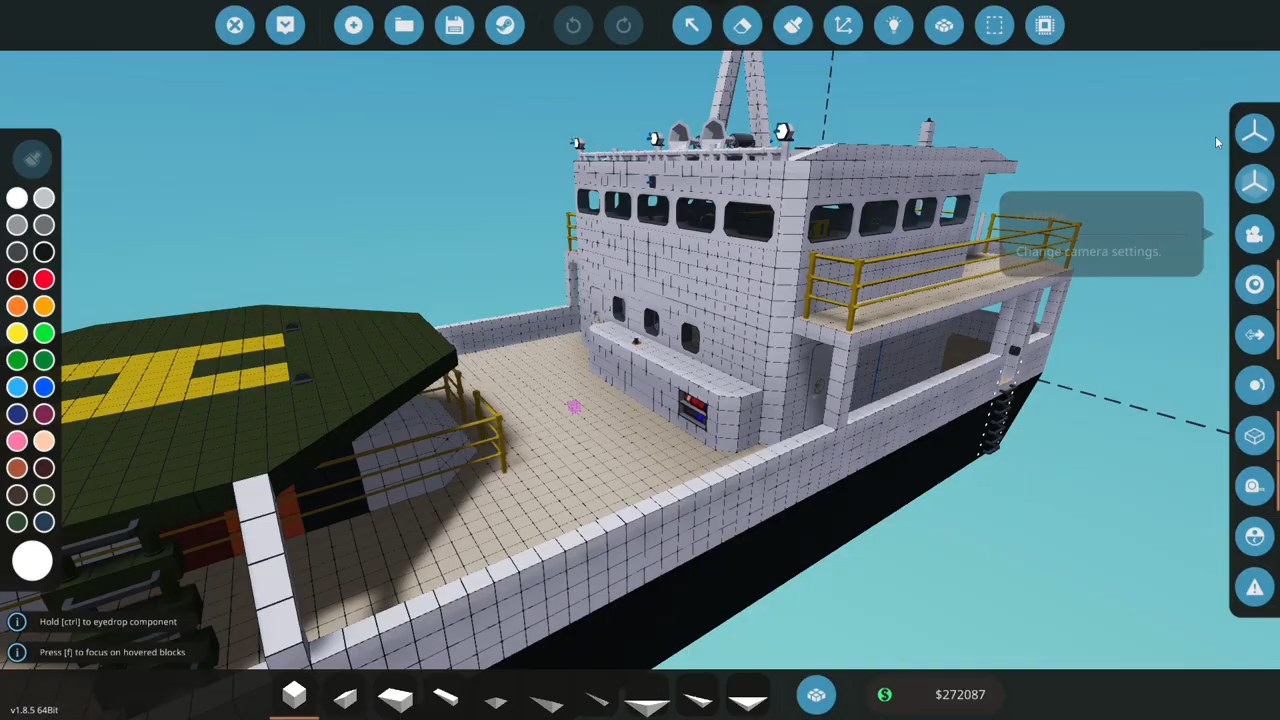 Change camera settings.
Hold [ctrl] to eyedrop component
Press [f] to focus on hovered blocks
$ $272087
v1.8.5 64Bit